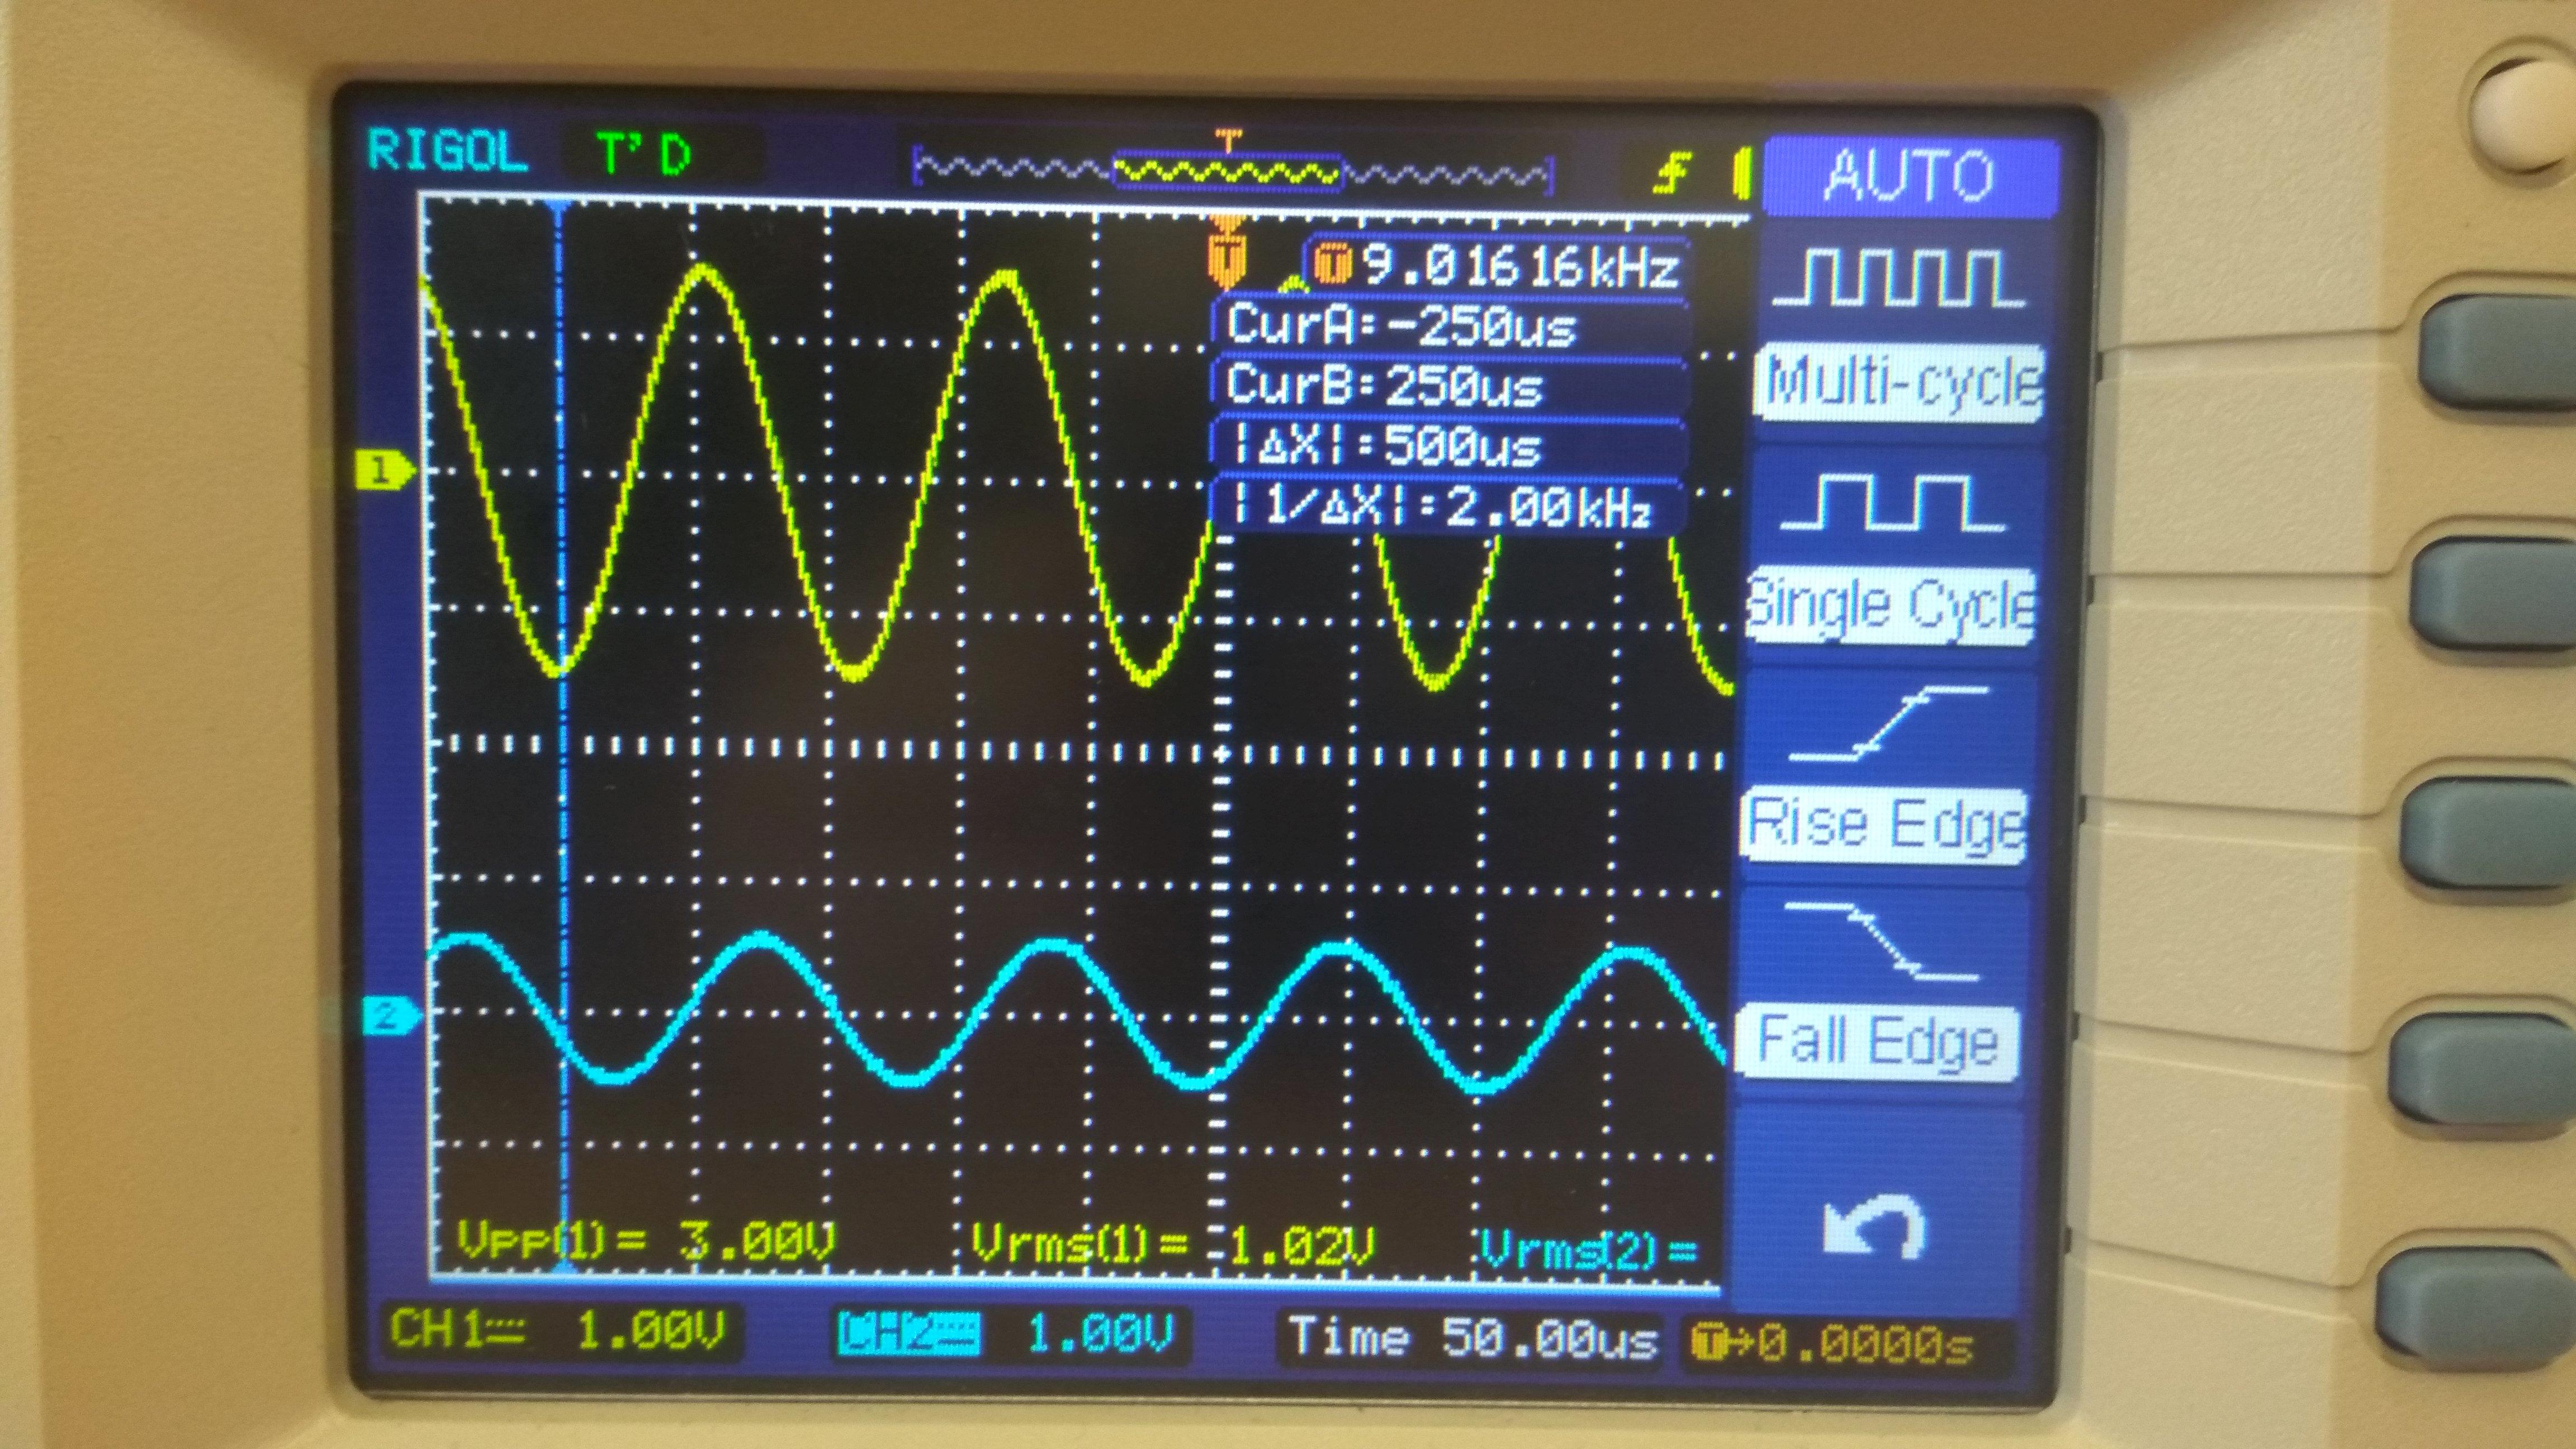 RIGOL T'D T AUTO
T 9.01616kHz
CurA:-250us
CurB:250us
|ΔX|:500us
|1/ΔX|:2.00kHz
Multi-cycle
Single Cycle
Rise Edge
Fall Edge
1
2
Vpp(1)= 3.00V Vrms(1)= 1.02V Vrms(2)=
CH1 1.00V CH2 1.00V Time 50.00us T→0.0000s